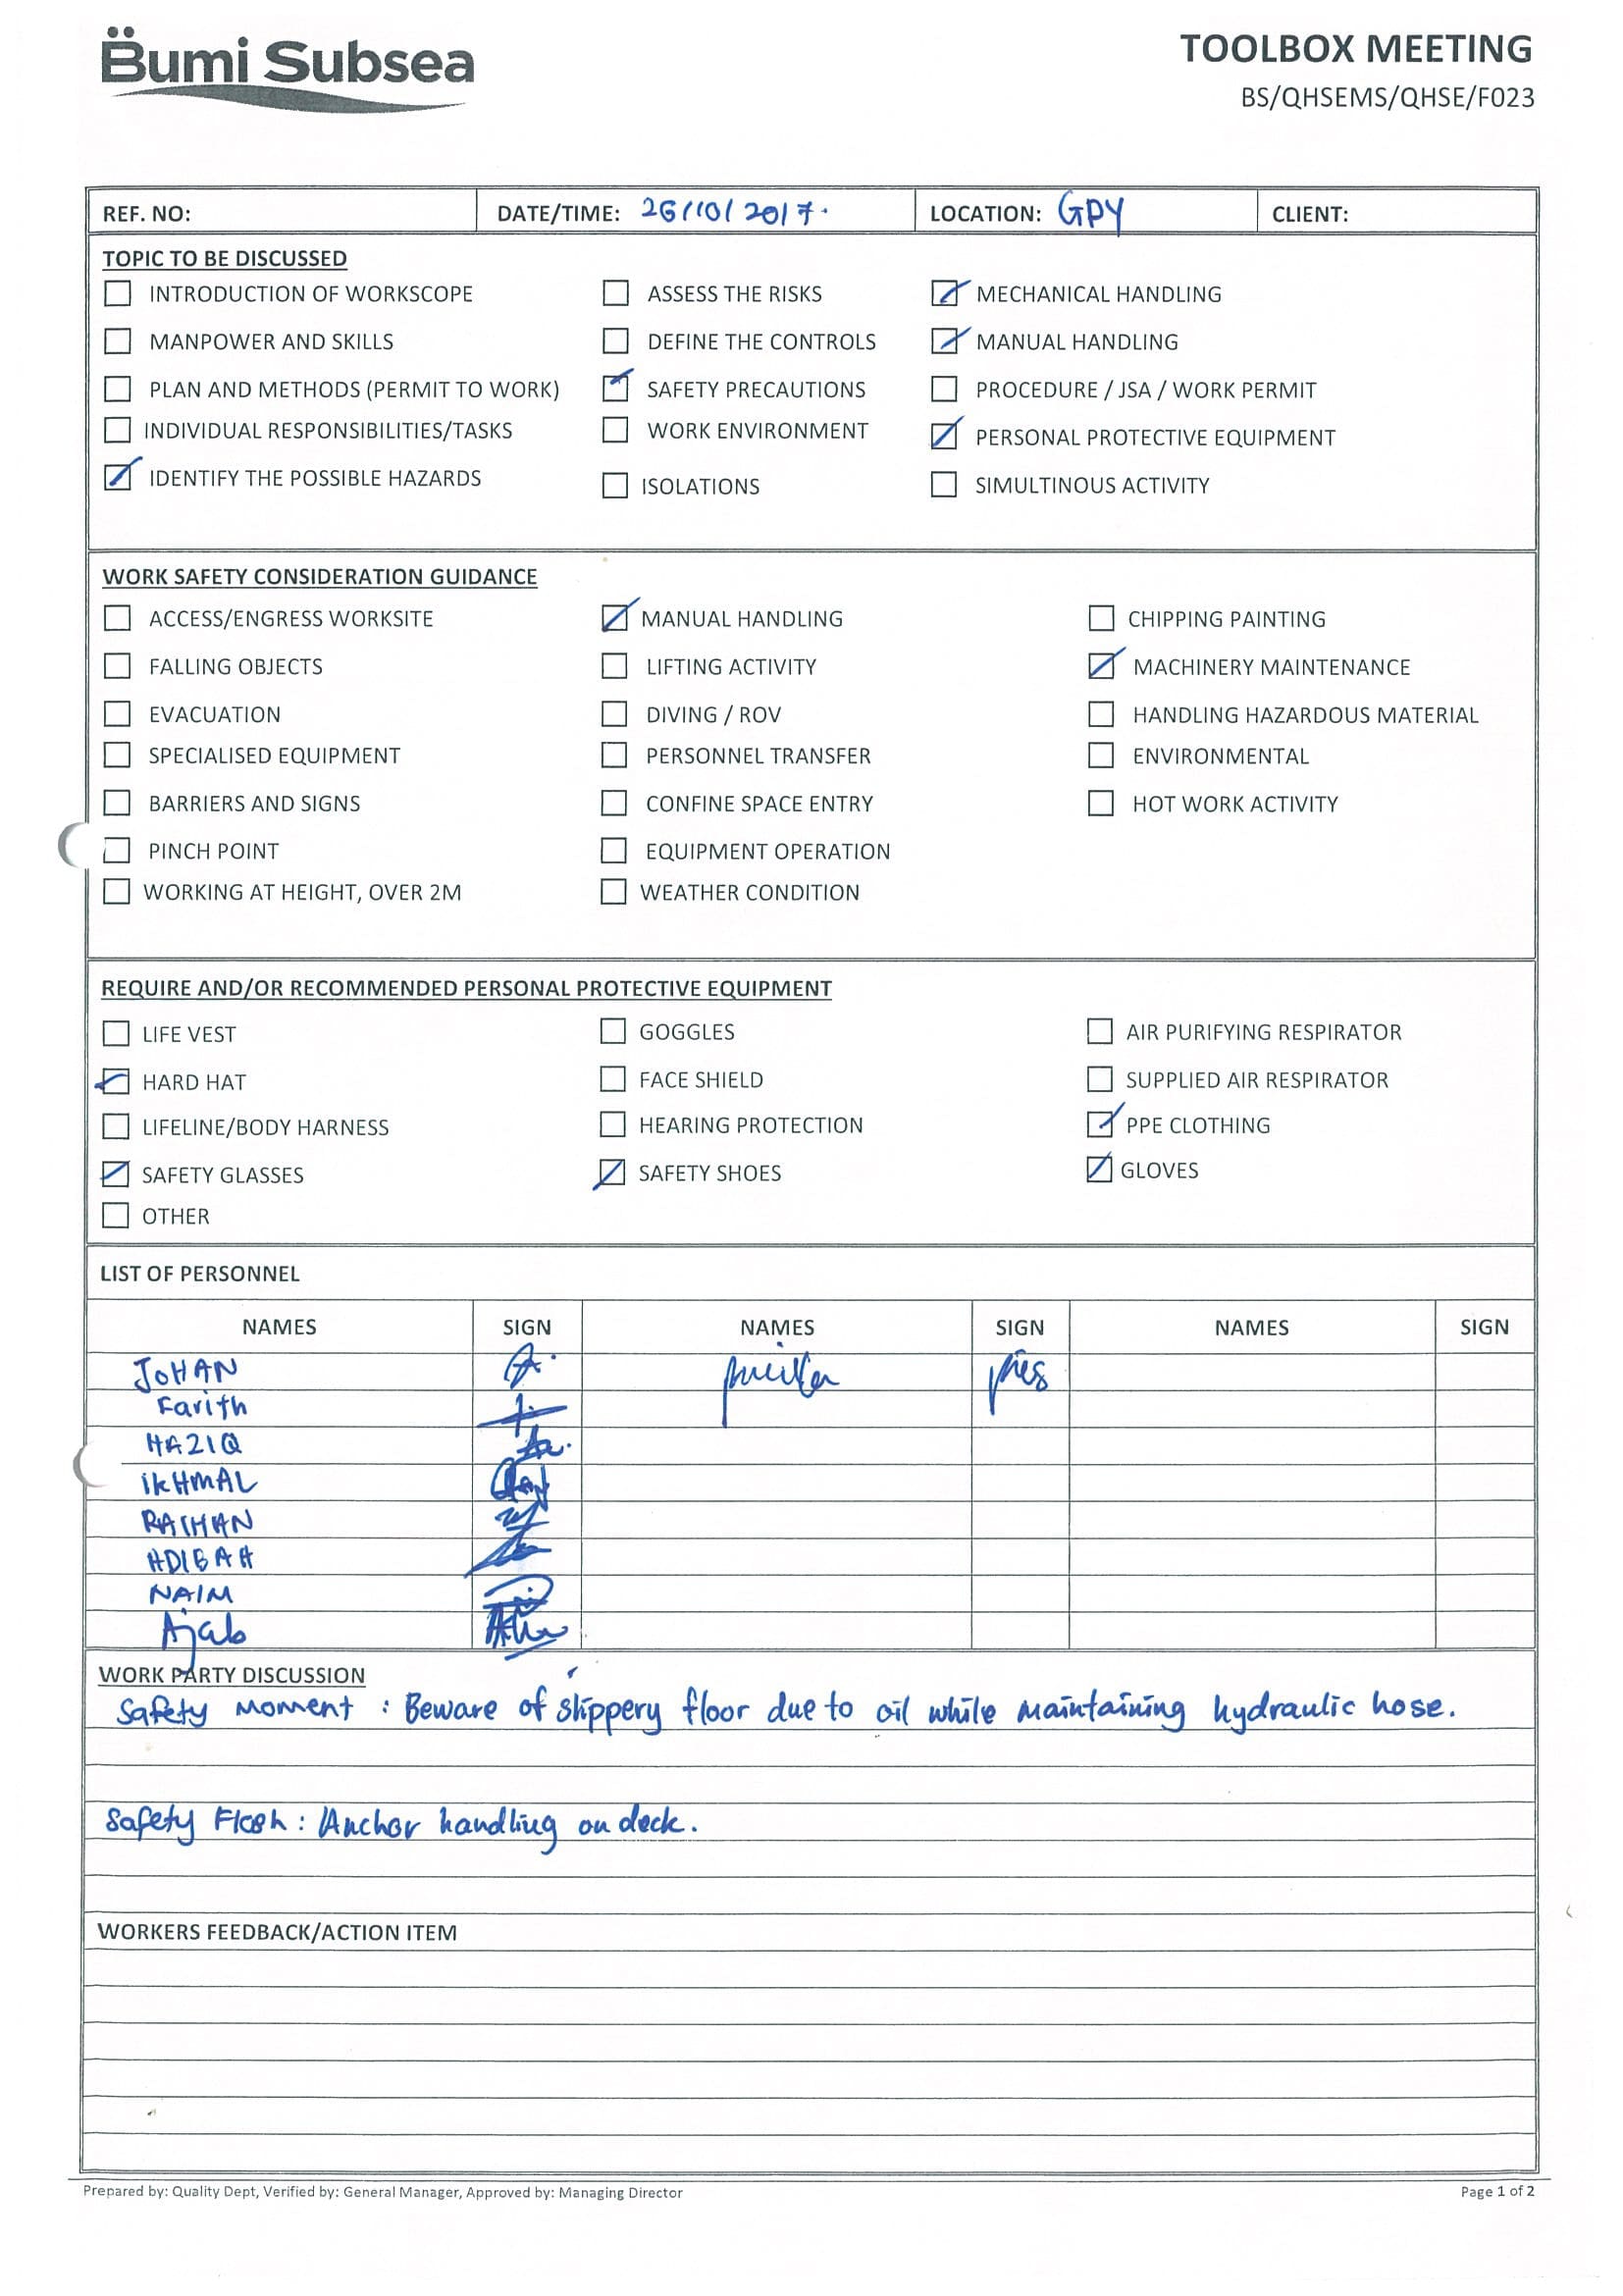 Bumi Subsea
TOOLBOX MEETING
BS/QHSEMS/QHSE/F023
REF. NO: DATE/TIME: 26/10/2017. LOCATION: GPY CLIENT:
TOPIC TO BE DISCUSSED
INTRODUCTION OF WORKSCOPE ASSESS THE RISKS MECHANICAL HANDLING
MANPOWER AND SKILLS DEFINE THE CONTROLS MANUAL HANDLING
PLAN AND METHODS (PERMIT TO WORK) SAFETY PRECAUTIONS PROCEDURE / JSA / WORK PERMIT
INDIVIDUAL RESPONSIBILITIES/TASKS WORK ENVIRONMENT PERSONAL PROTECTIVE EQUIPMENT
IDENTIFY THE POSSIBLE HAZARDS ISOLATIONS SIMULTINOUS ACTIVITY
WORK SAFETY CONSIDERATION GUIDANCE
ACCESS/ENGRESS WORKSITE MANUAL HANDLING CHIPPING PAINTING
FALLING OBJECTS LIFTING ACTIVITY MACHINERY MAINTENANCE
EVACUATION DIVING / ROV HANDLING HAZARDOUS MATERIAL
SPECIALISED EQUIPMENT PERSONNEL TRANSFER ENVIRONMENTAL
BARRIERS AND SIGNS CONFINE SPACE ENTRY HOT WORK ACTIVITY
PINCH POINT EQUIPMENT OPERATION
WORKING AT HEIGHT, OVER 2M WEATHER CONDITION
REQUIRE AND/OR RECOMMENDED PERSONAL PROTECTIVE EQUIPMENT
LIFE VEST GOGGLES AIR PURIFYING RESPIRATOR
HARD HAT FACE SHIELD SUPPLIED AIR RESPIRATOR
LIFELINE/BODY HARNESS HEARING PROTECTION PPE CLOTHING
SAFETY GLASSES SAFETY SHOES GLOVES
OTHER
LIST OF PERSONNEL
NAMES SIGN NAMES SIGN NAMES SIGN
JOHAN
Farith
HAZIQ
IKHMAL
RAIHAN
ADIBAH
NAIM
Ajab
WORK PARTY DISCUSSION
Safety Moment : Beware of slippery floor due to oil while maintaining hydraulic hose.
Safety Flash : Anchor handling on deck.
WORKERS FEEDBACK/ACTION ITEM
Prepared by: Quality Dept, Verified by: General Manager, Approved by: Managing Director Page 1 of 2